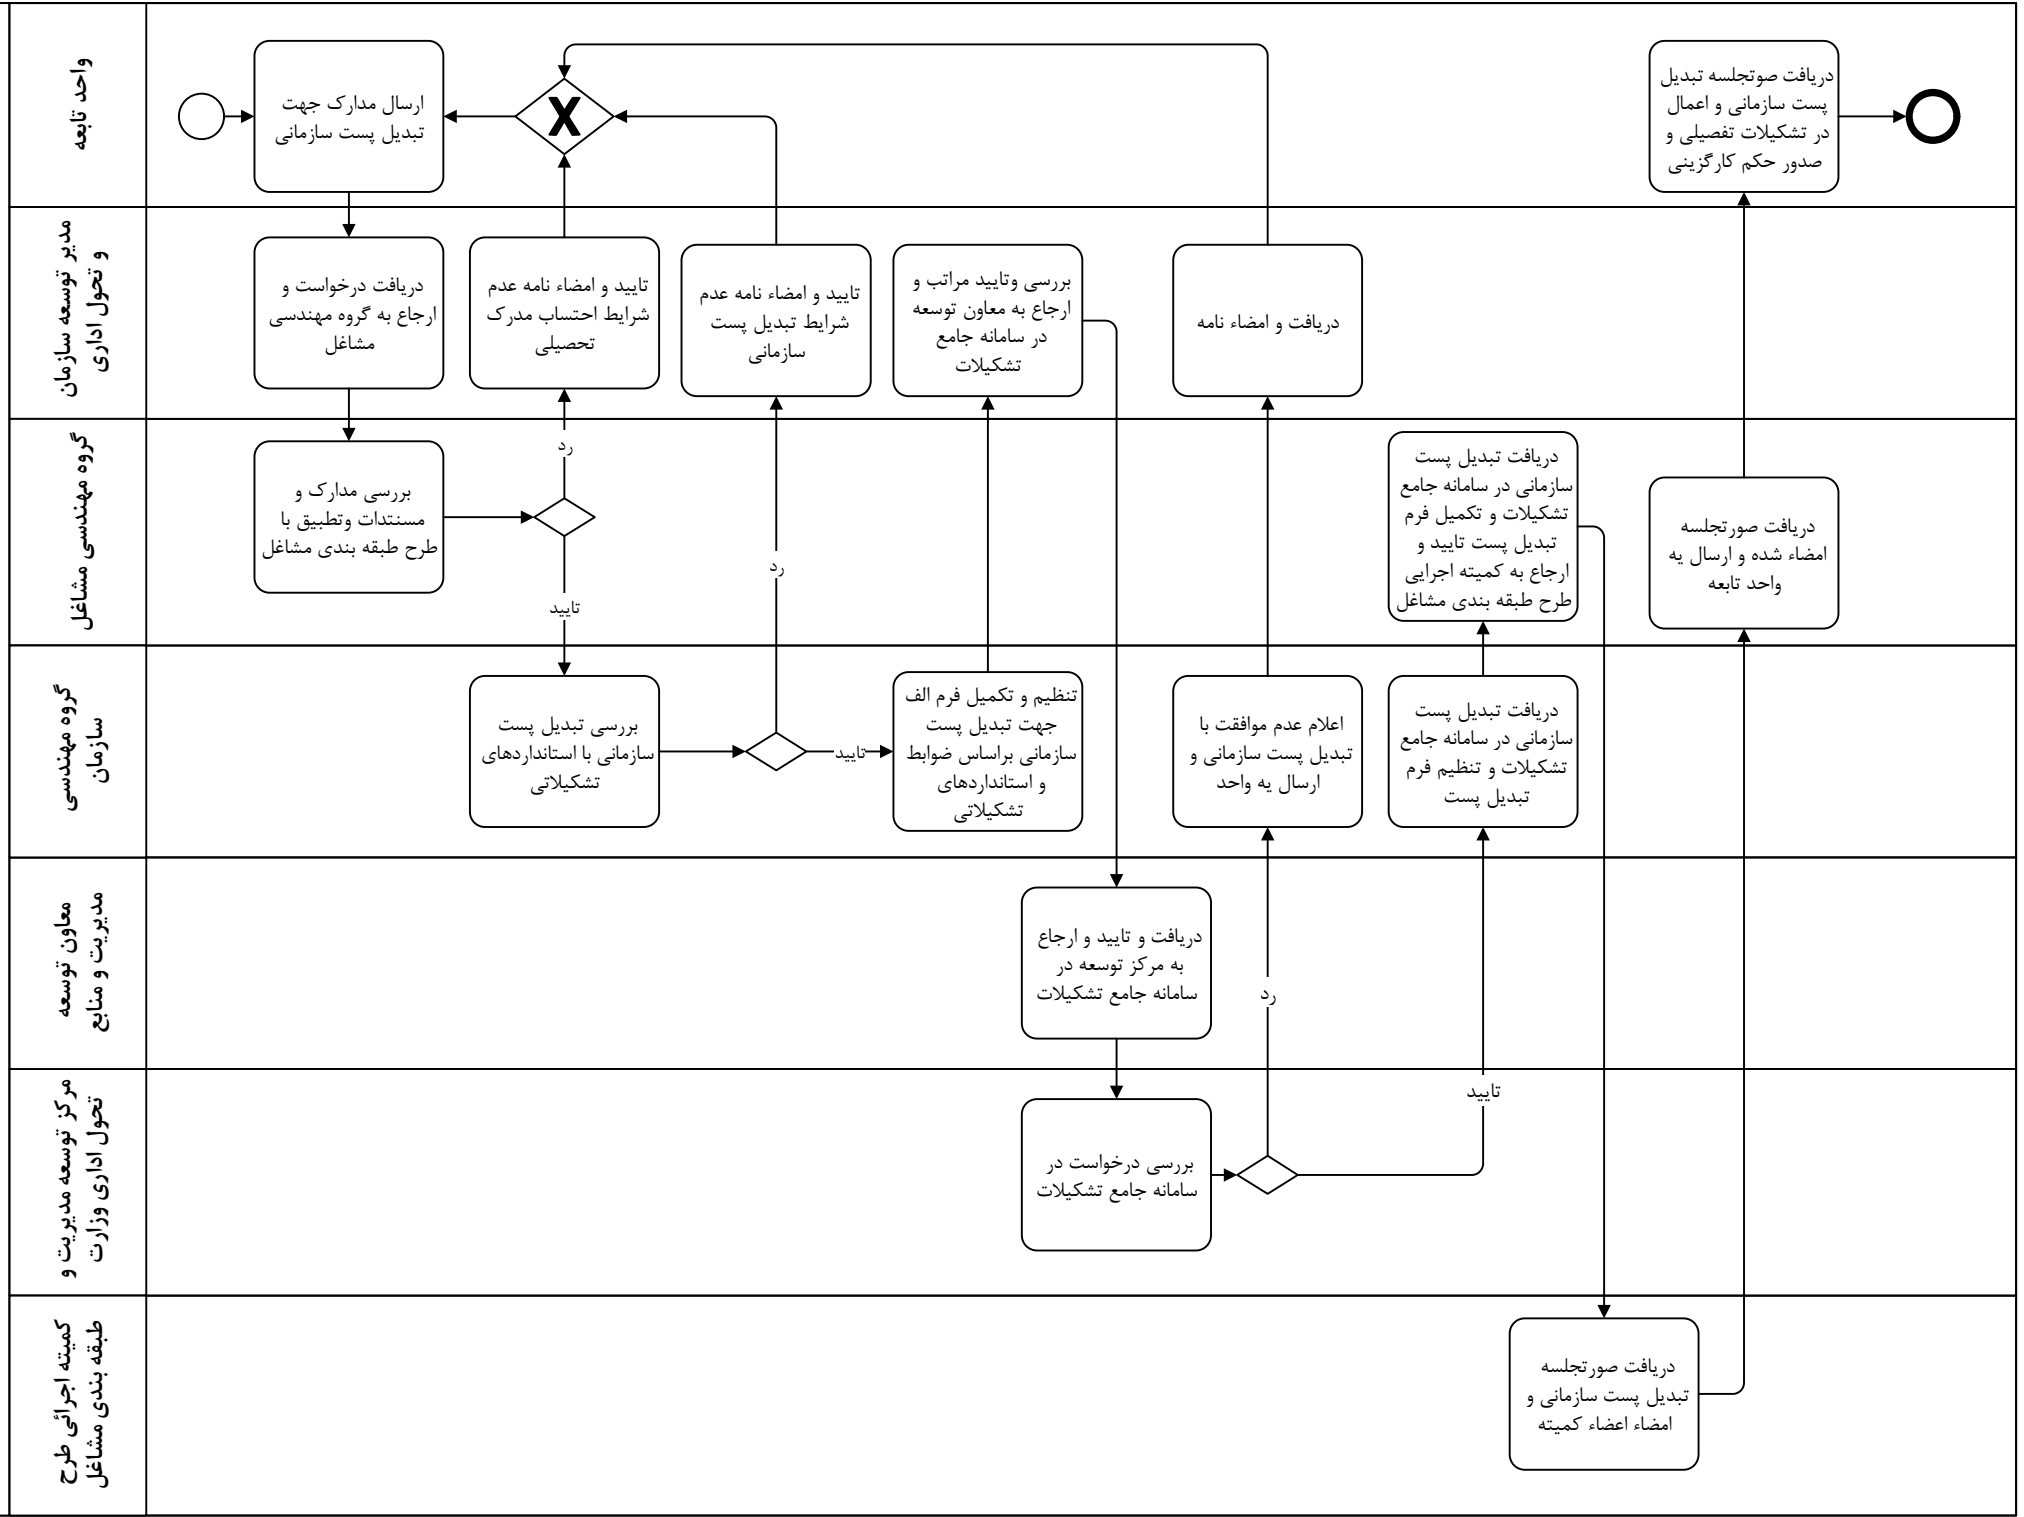 واحد تابعه
ارسال مدارک جهت
تبدیل پست سازمانی
X
دریافت صوتجلسه تبدیل
پست سازمانی و اعمال
در تشکیلات تفصیلی و
صدور حکم کارگزینی
مدیر توسعه سازمان
و تحول اداری
دریافت درخواست و
ارجاع به گروه مهندسی
مشاغل
تایید و امضاء نامه عدم
شرایط احتساب مدرک
تحصیلی
تایید و امضاء نامه عدم
شرایط تبدیل پست
سازمانی
بررسی وتایید مراتب و
ارجاع به معاون توسعه
در سامانه جامع
تشکیلات
دریافت و امضاء نامه
گروه مهندسی مشاغل
بررسی مدارک و
مستندات وتطبیق با
طرح طبقه بندی مشاغل
رد
تایید
رد
دریافت تبدیل پست
سازمانی در سامانه جامع
تشکیلات و تکمیل فرم
تبدیل پست تایید و
ارجاع به کمیته اجرایی
طرح طبقه بندی مشاغل
دریافت صورتجلسه
امضاء شده و ارسال یه
واحد تابعه
گروه مهندسی
سازمان
بررسی تبدیل پست
سازمانی با استانداردهای
تشکیلاتی
تایید
تنظیم و تکمیل فرم الف
جهت تبدیل پست
سازمانی براساس ضوابط
و استانداردهای
تشکیلاتی
اعلام عدم موافقت با
تبدیل پست سازمانی و
ارسال یه واحد
دریافت تبدیل پست
سازمانی در سامانه جامع
تشکیلات و تنظیم فرم
تبدیل پست
معاون توسعه
مدیریت و منابع
دریافت و تایید و ارجاع
به مرکز توسعه در
سامانه جامع تشکیلات
رد
مرکز توسعه مدیریت و
تحول اداری وزارت
بررسی درخواست در
سامانه جامع تشکیلات
تایید
کمیته اجرائی طرح
طبقه بندی مشاغل
دریافت صورتجلسه
تبدیل پست سازمانی و
امضاء اعضاء کمیته